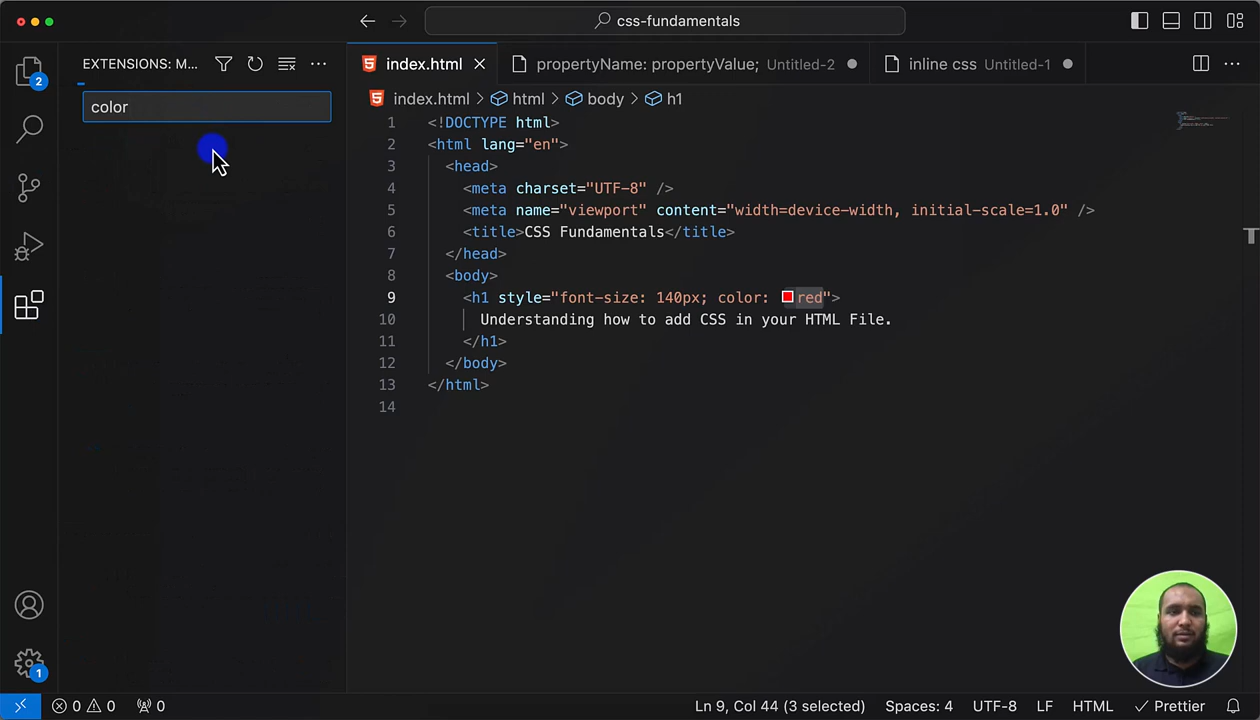 css-fundamentals
EXTENSIONS: M...
index.html
propertyName: propertyValue; Untitled-2
inline css Untitled-1
2
color
index.html > html > body > h1
1 <!DOCTYPE html>
2 <html lang="en">
3 <head>
4 <meta charset="UTF-8" />
5 <meta name="viewport" content="width=device-width, initial-scale=1.0" />
6 <title>CSS Fundamentals</title>
7 </head>
8 <body>
9 <h1 style="font-size: 140px; color: red">
10 Understanding how to add CSS in your HTML File.
11 </h1>
12 </body>
13 </html>
14
1
0 0 0
Ln 9, Col 44 (3 selected) Spaces: 4 UTF-8 LF HTML Prettier